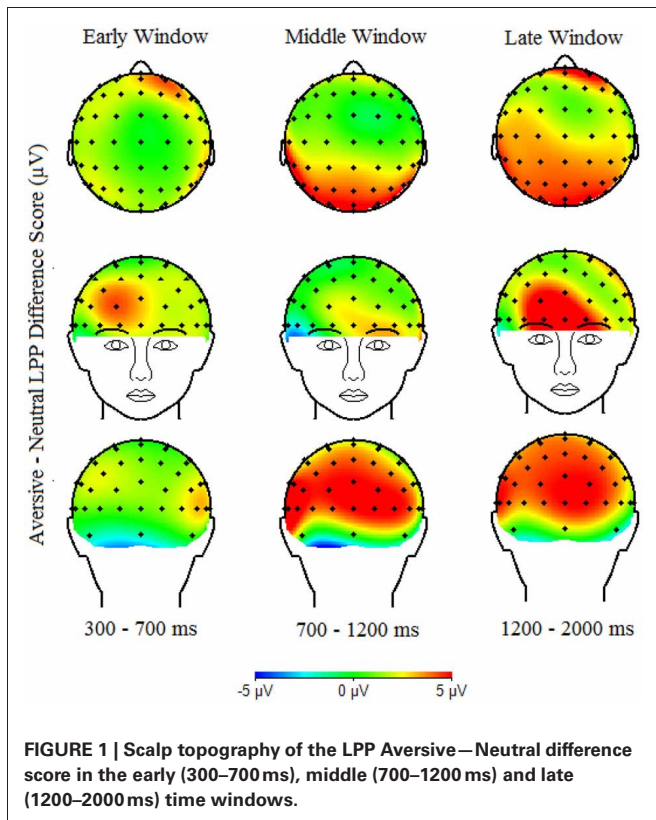 Early Window Middle Window Late Window
Aversive - Neutral LPP Difference Score (µV)
300 - 700 ms 700 - 1200 ms 1200 - 2000 ms
-5 µV 0 µV 5 µV
FIGURE 1 | Scalp topography of the LPP Aversive—Neutral difference
score in the early (300–700 ms), middle (700–1200 ms) and late
(1200–2000 ms) time windows.